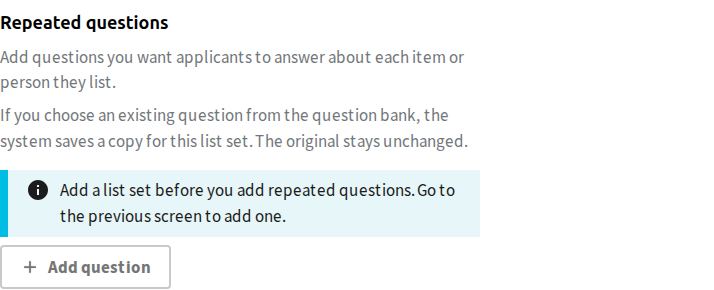 Repeated questions
Add questions you want applicants to answer about each item or
person they list.
If you choose an existing question from the question bank, the
system saves a copy for this list set. The original stays unchanged.
Add a list set before you add repeated questions. Go to
the previous screen to add one.
Add question